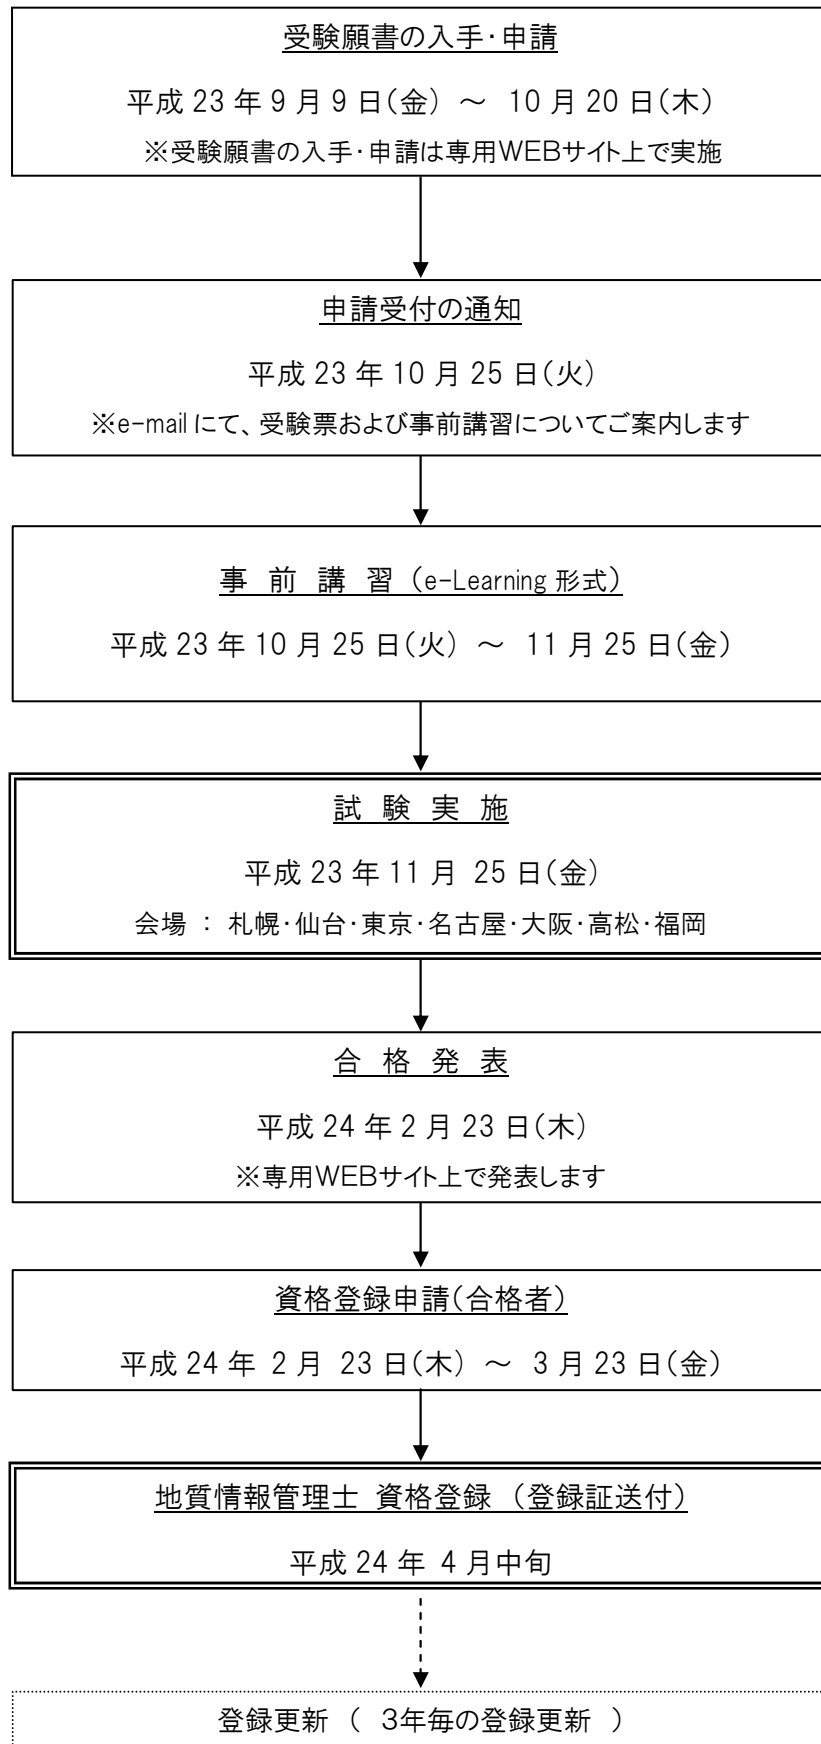 受験願書の入手・申請
平成 23 年 9 月 9 日(金) ～ 10 月 20 日(木)
※受験願書の入手・申請は専用WEBサイト上で実施
申請受付の通知
平成 23 年 10 月 25 日(火)
※e-mail にて、受験票および事前講習についてご案内します
事 前 講 習 (e-Learning 形式)
平成 23 年 10 月 25 日(火) ～ 11 月 25 日(金)
試 験 実 施
平成 23 年 11 月 25 日(金)
会場 : 札幌・仙台・東京・名古屋・大阪・高松・福岡
合 格 発 表
平成 24 年 2 月 23 日(木)
※専用WEBサイト上で発表します
資格登録申請(合格者)
平成 24 年 2 月 23 日(木) ～ 3 月 23 日(金)
地質情報管理士 資格登録 (登録証送付)
平成 24 年 4 月中旬
登録更新 ( 3年毎の登録更新 )